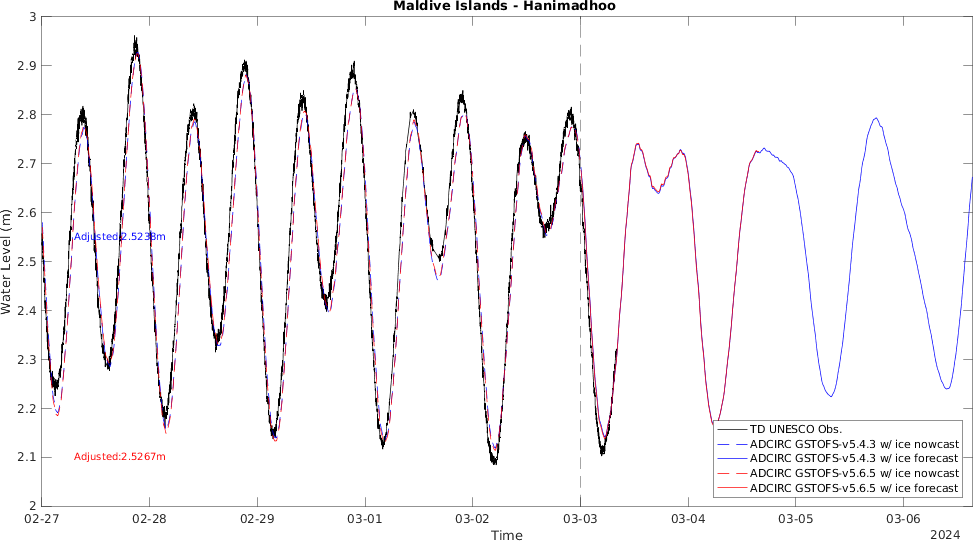 Maldive Islands - Hanimadhoo
3
2.9
2.8
2.7
2.6
2.5
2.4
2.3
2.2
2.1
2
Water Level (m)
Adjusted:2.5238m
Adjusted:2.5267m
TD UNESCO Obs.
ADCIRC GSTOFS-v5.4.3 w/ ice nowcast
ADCIRC GSTOFS-v5.4.3 w/ ice forecast
ADCIRC GSTOFS-v5.6.5 w/ ice nowcast
ADCIRC GSTOFS-v5.6.5 w/ ice forecast
02-27 02-28 02-29 03-01 03-02 03-03 03-04 03-05 03-06
Time
2024